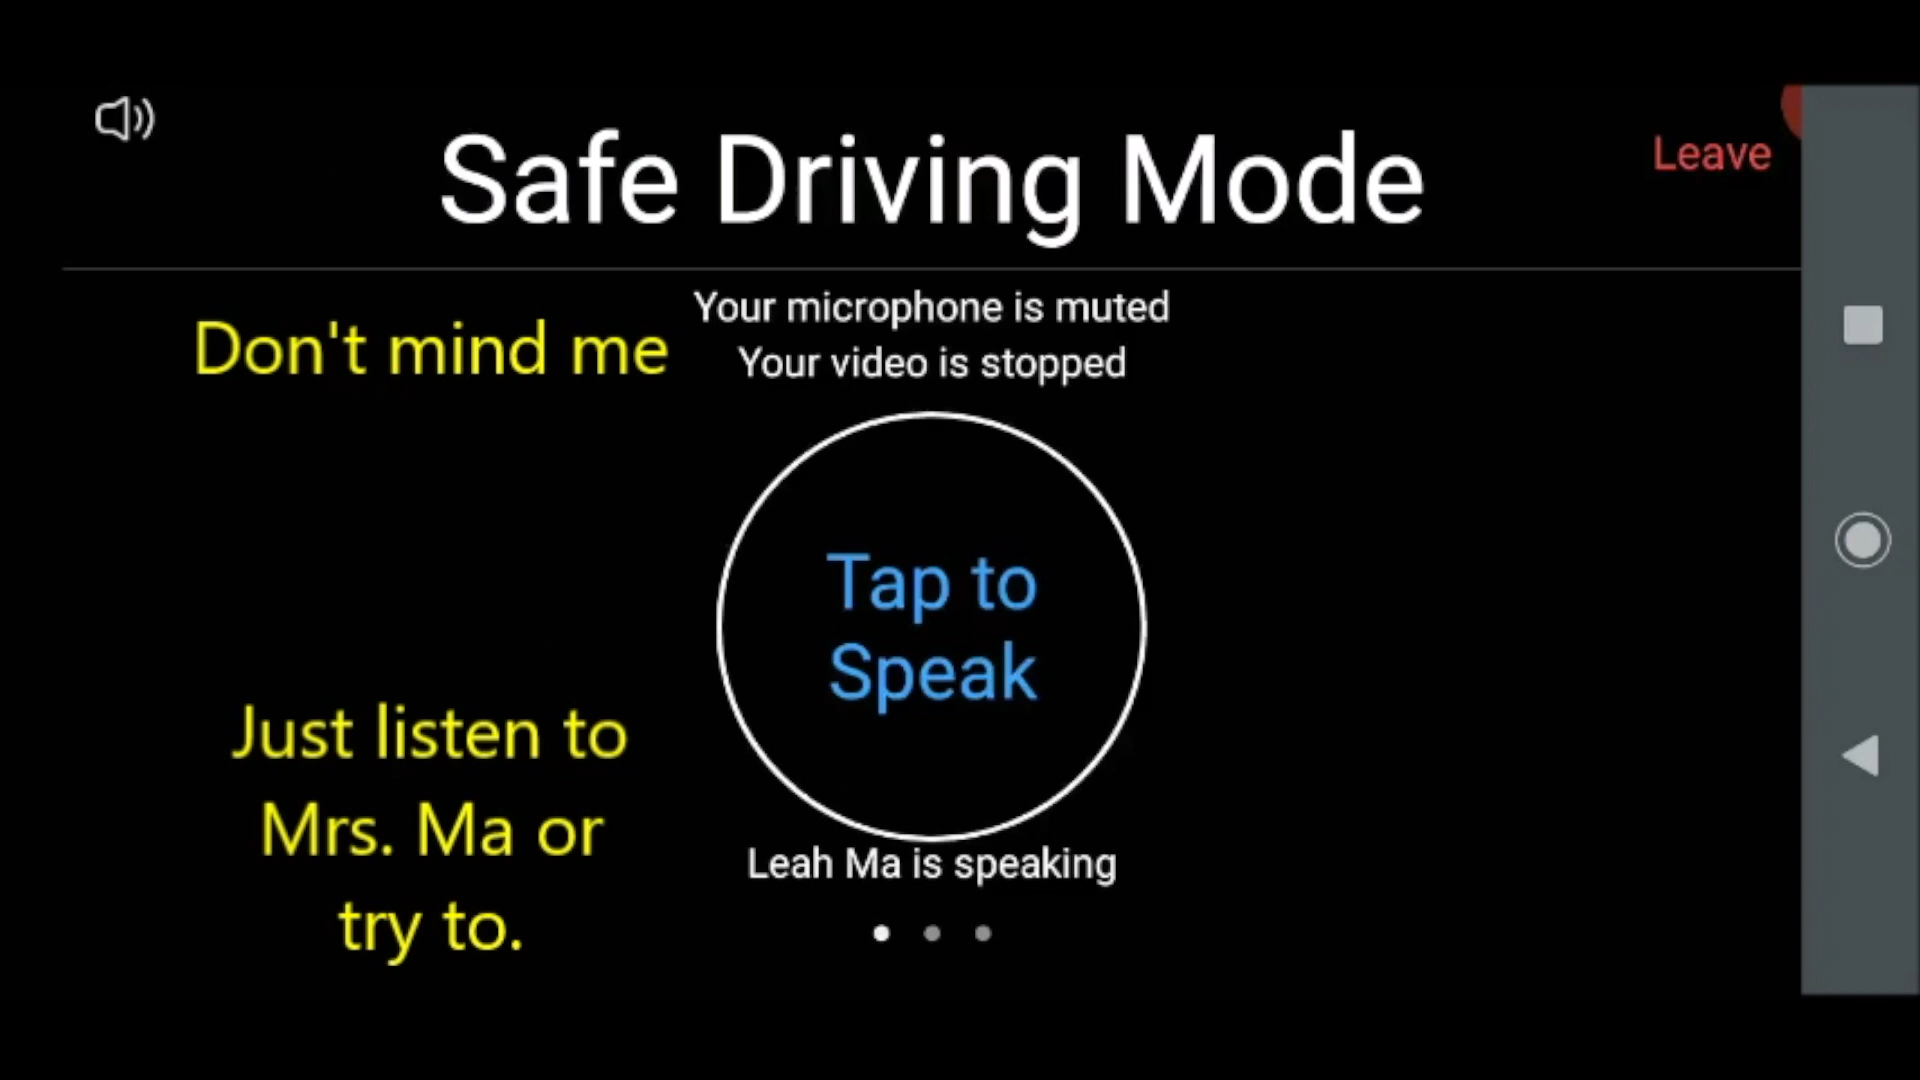 Safe Driving Mode
Leave
Your microphone is muted
Don't mind me
Your video is stopped
Tap to
Speak
Just listen to
Mrs. Ma or
try to.
Leah Ma is speaking